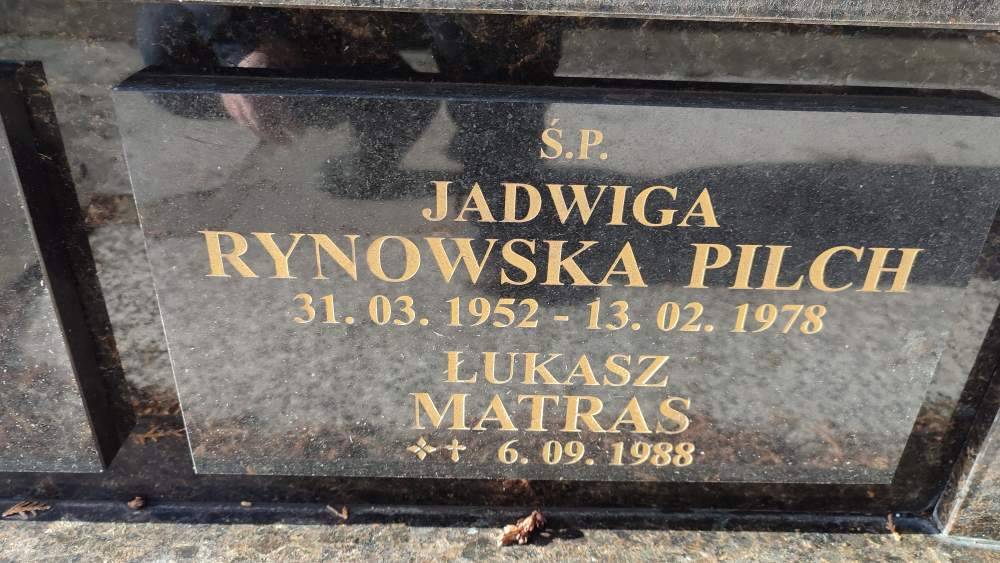 Ś.P.
JADWIGA
RYNOWSKA PILCH
31. 03. 1952 - 13. 02. 1978
ŁUKASZ
MATRAS
✥✝ 6. 09. 1988